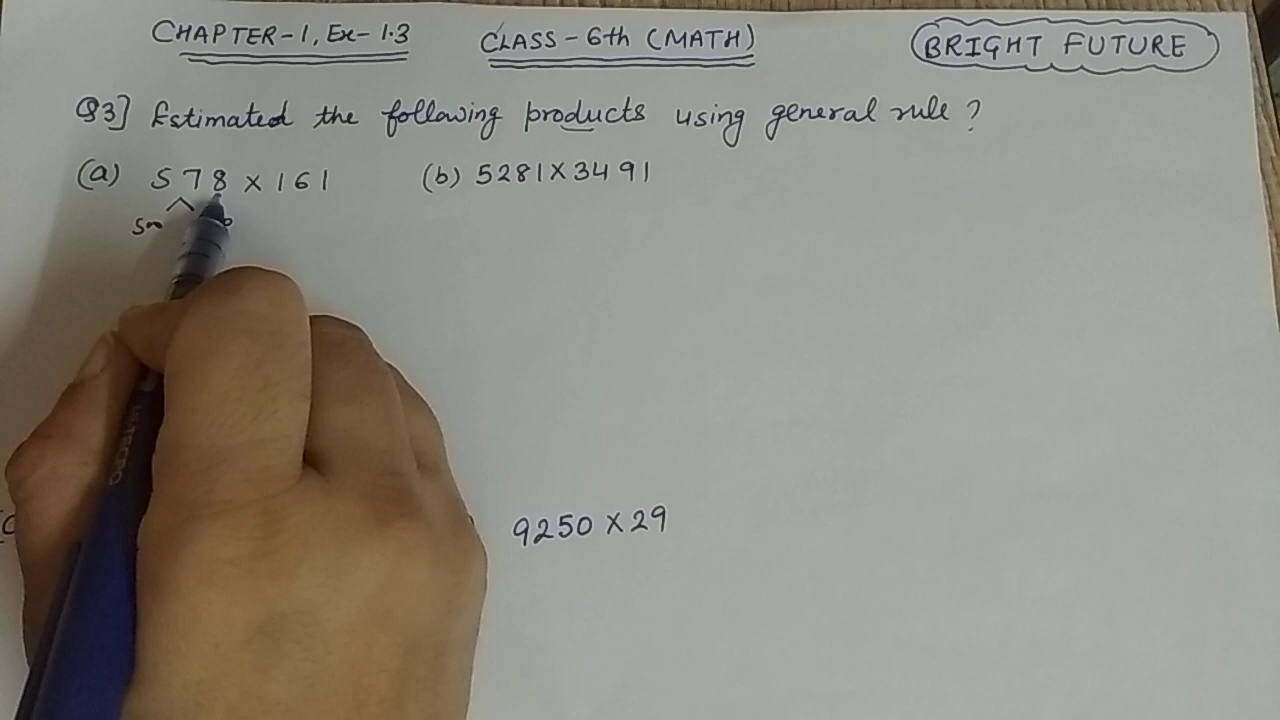 CHAPTER-1, Ex-1.3 CLASS-6th (MATH) BRIGHT FUTURE
Q3] Estimated the following products using general rule ?
(a) 578 × 161 (b) 5281 × 3491
9250 × 29